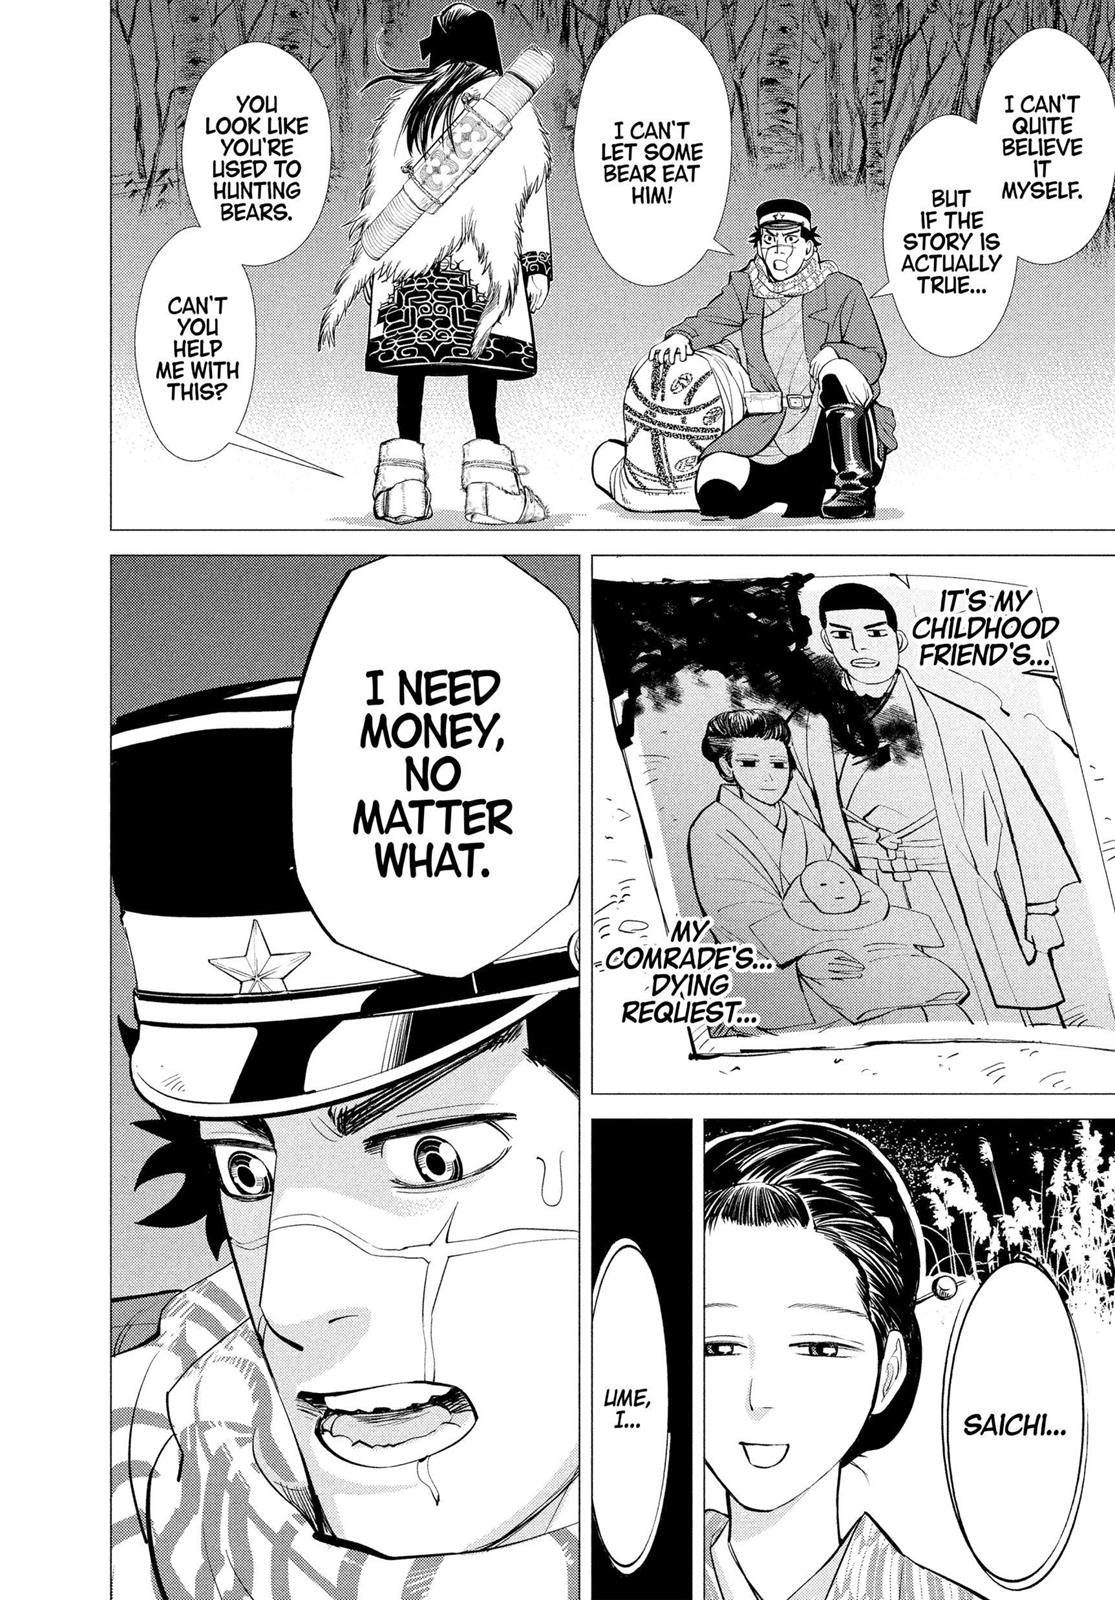 I CAN'T
QUITE
BELIEVE
IT
MYSELF.
BUT
IF THE
STORY IS
ACTUALLY
TRUE...
I CAN'T
LET SOME
BEAR EAT
HIM!
YOU
LOOK LIKE
YOU'RE
USED TO
HUNTING
BEARS.
CAN'T
YOU
HELP
ME WITH
THIS?
IT'S MY
CHILDHOOD
FRIEND'S...
MY
COMRADE'S...
DYING
REQUEST...
I NEED
MONEY,
NO
MATTER
WHAT.
SAICHI...
UME,
I...